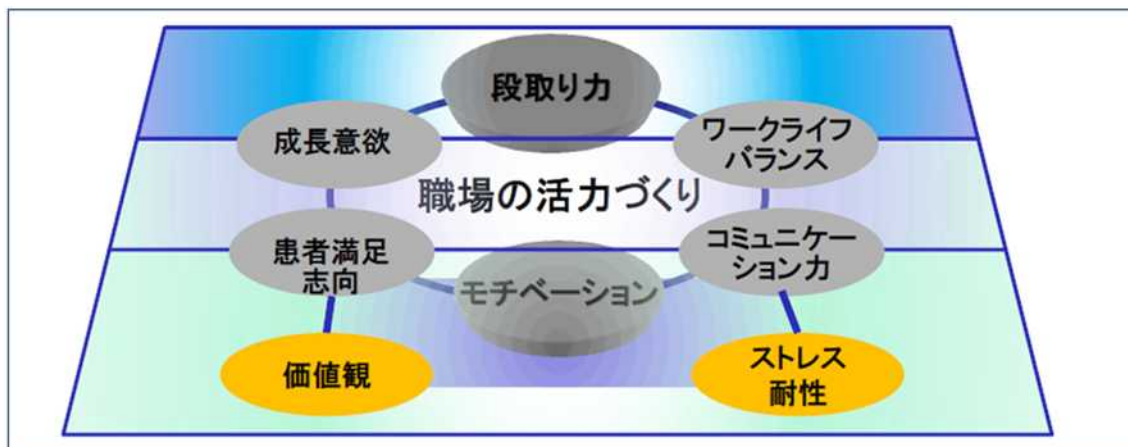 段取り力
成長意欲
ワークライフ
バランス
職場の活力づくり
患者満足
志向
コミュニケー
ション力
モチベーション
価値観
ストレス
耐性